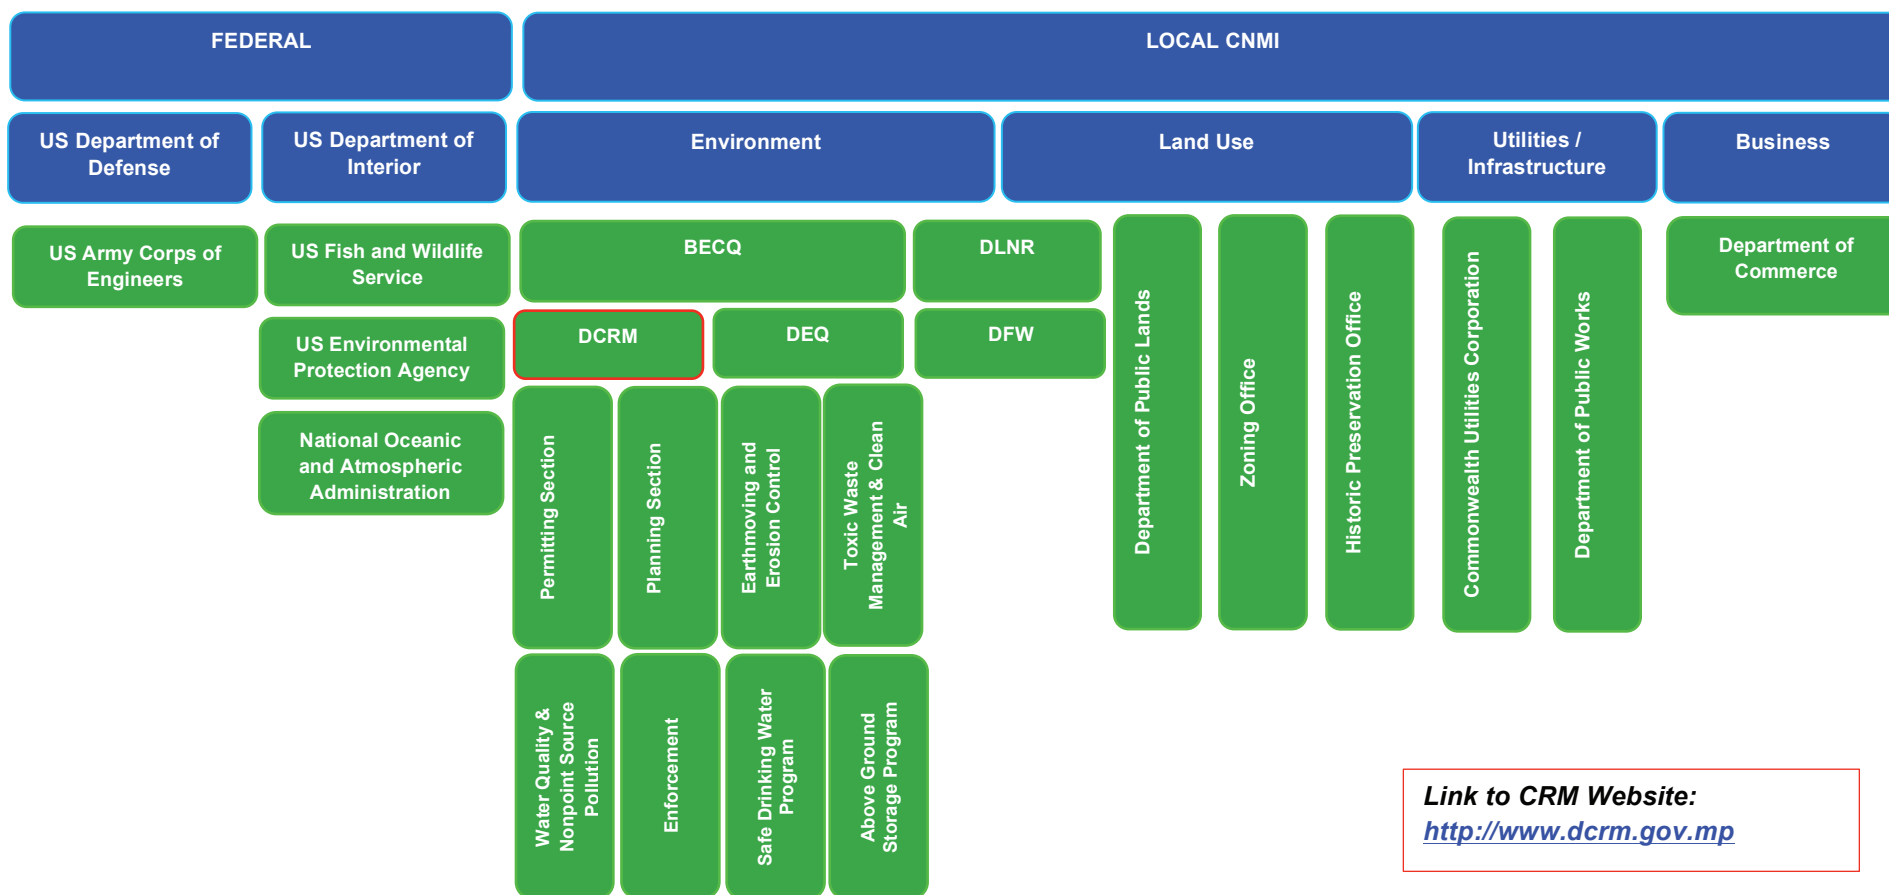 FEDERAL
LOCAL CNMI
US Department of
Defense
US Department of
Interior
Environment
Land Use
Utilities /
Infrastructure
Business
US Army Corps of
Engineers
US Fish and Wildlife
Service
BECQ
DLNR
Department of Public Lands
Zoning Office
Historic Preservation Office
Commonwealth Utilities Corporation
Department of Public Works
Department of
Commerce
US Environmental
Protection Agency
DCRM
DEQ
DFW
National Oceanic
and Atmospheric
Administration
Permitting Section
Planning Section
Earthmoving and
Erosion Control
Toxic Waste
Management & Clean
Air
Water Quality &
Nonpoint Source
Pollution
Enforcement
Safe Drinking Water
Program
Above Ground
Storage Program
Link to CRM Website:
http://www.dcrm.gov.mp